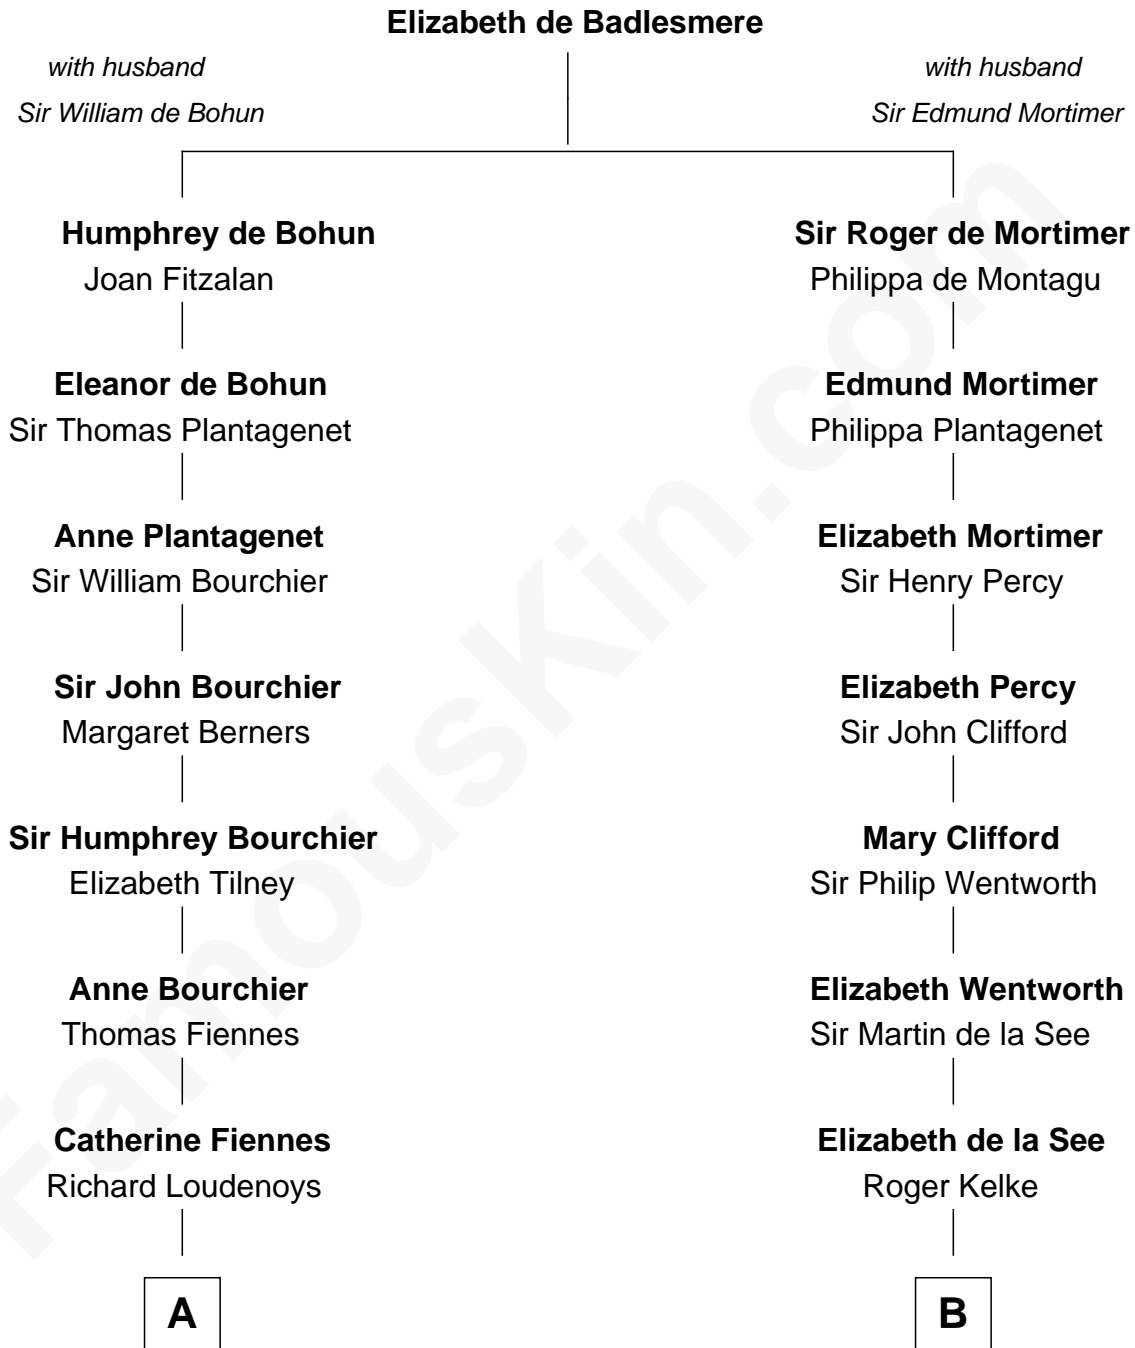 Elizabeth de Badlesmere
with husband
Sir William de Bohun
with husband
Sir Edmund Mortimer
Humphrey de Bohun
Joan Fitzalan
Sir Roger de Mortimer
Philippa de Montagu
Eleanor de Bohun
Sir Thomas Plantagenet
Edmund Mortimer
Philippa Plantagenet
Anne Plantagenet
Sir William Bourchier
Elizabeth Mortimer
Sir Henry Percy
Sir John Bourchier
Margaret Berners
Elizabeth Percy
Sir John Clifford
Sir Humphrey Bourchier
Elizabeth Tilney
Mary Clifford
Sir Philip Wentworth
Anne Bourchier
Thomas Fiennes
Elizabeth Wentworth
Sir Martin de la See
Catherine Fiennes
Richard Loudenoys
Elizabeth de la See
Roger Kelke
A
B
FamousKin.com